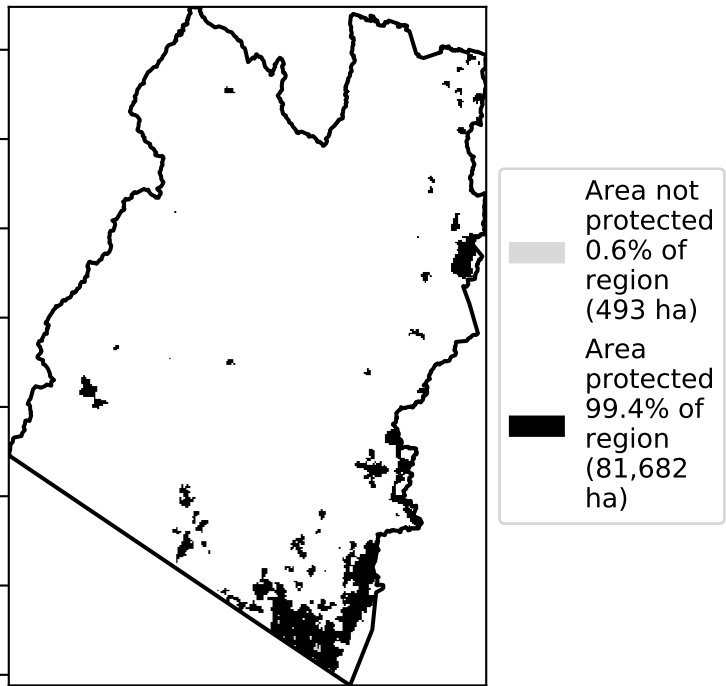 Area not
protected
0.6% of
region
(493 ha)
Area
protected
99.4% of
region
(81,682
ha)